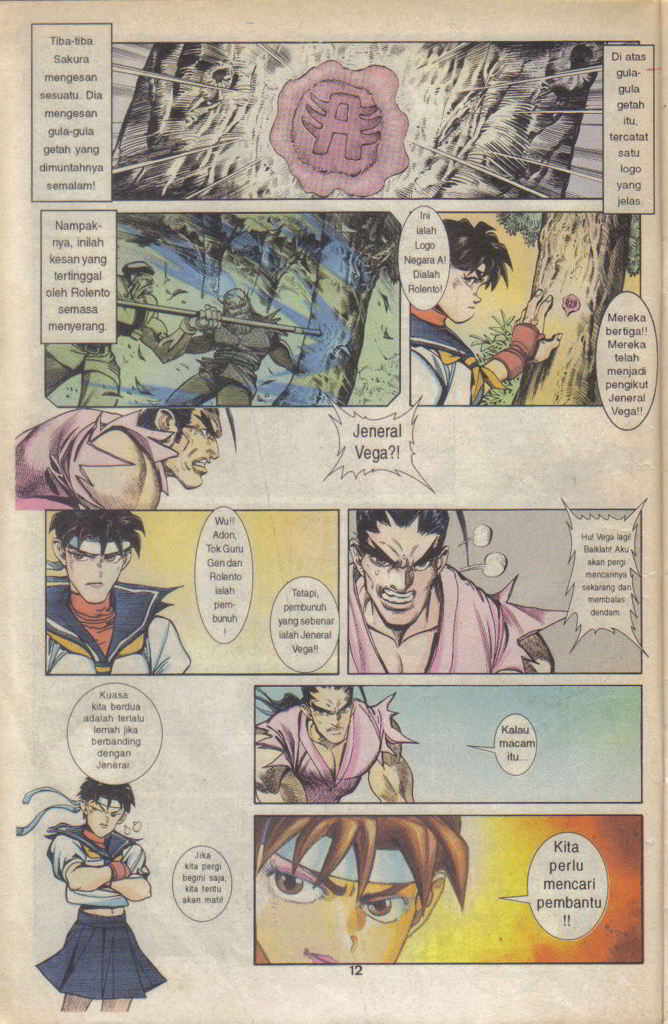 Tiba-tiba
Sakura
mengesan
sesuatu. Dia
mengesan
gula-gula
getah yang
dimuntahnya
semalam!
A
Di atas
gula-
gula
getah
itu,
tercatat
satu
logo
yang
jelas.
Nampak-
nya, inilah
kesan yang
tertinggal
oleh Rolento
semasa
menyerang.
Ini
ialah
Logo
Negara A!
Dialah
Rolento!
Mereka
bertiga!!
Mereka
telah
menjadi
pengikut
Jeneral
Vega!!
Jeneral
Vega?!
Wu!!
Adon,
Tok Guru
Gen dan
Rolento
ialah
pem-
bunuh
!
Tetapi,
pembunuh
yang sebenar
ialah Jeneral
Vega!!
Hu! Vega lagi!
Baiklah! Aku
akan pergi
mencarinya
sekarang dan
membalas
dendam.
Kuasa
kita berdua
adalah terlalu
lemah jika
berbanding
dengan
Jeneral.
Kalau
macam
itu...
Jika
kita pergi
begini saja,
kita tentu
akan mati!
Kita
perlu
mencari
pembantu
!!
12